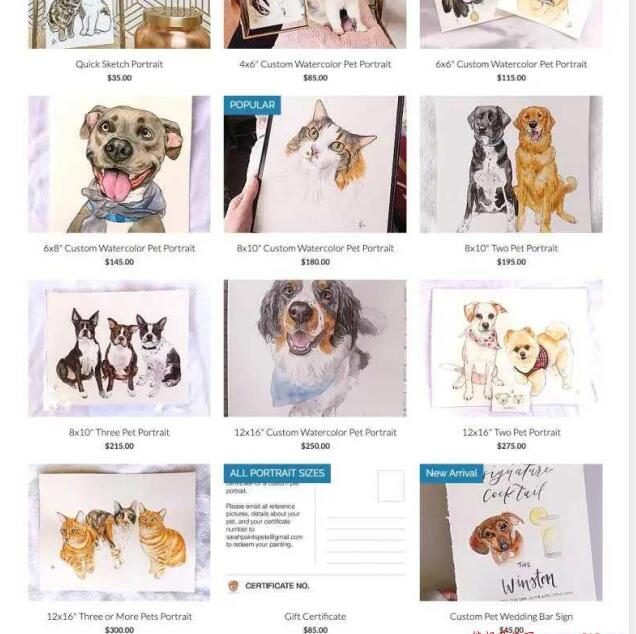 Quick Sketch Portrait
$35.00
4x6" Custom Watercolor Pet Portrait
$85.00
6x6" Custom Watercolor Pet Portrait
$115.00
POPULAR
6x8" Custom Watercolor Pet Portrait
$145.00
8x10" Custom Watercolor Pet Portrait
$180.00
8x10" Two Pet Portrait
$195.00
8x10" Three Pet Portrait
$215.00
12x16" Custom Watercolor Pet Portrait
$250.00
12x16" Two Pet Portrait
$275.00
ALL PORTRAIT SIZES
portrait.
Please email all reference
pictures, details about your
pet, and your certificate
number to
sarahpaintspets@gmail.com
to redeem your painting.
CERTIFICATE NO.
New Arrival
Signature
Cocktail
THE
Winston
12x16" Three or More Pets Portrait
$300.00
Gift Certificate
$85.00
Custom Pet Wedding Bar Sign
$45.00